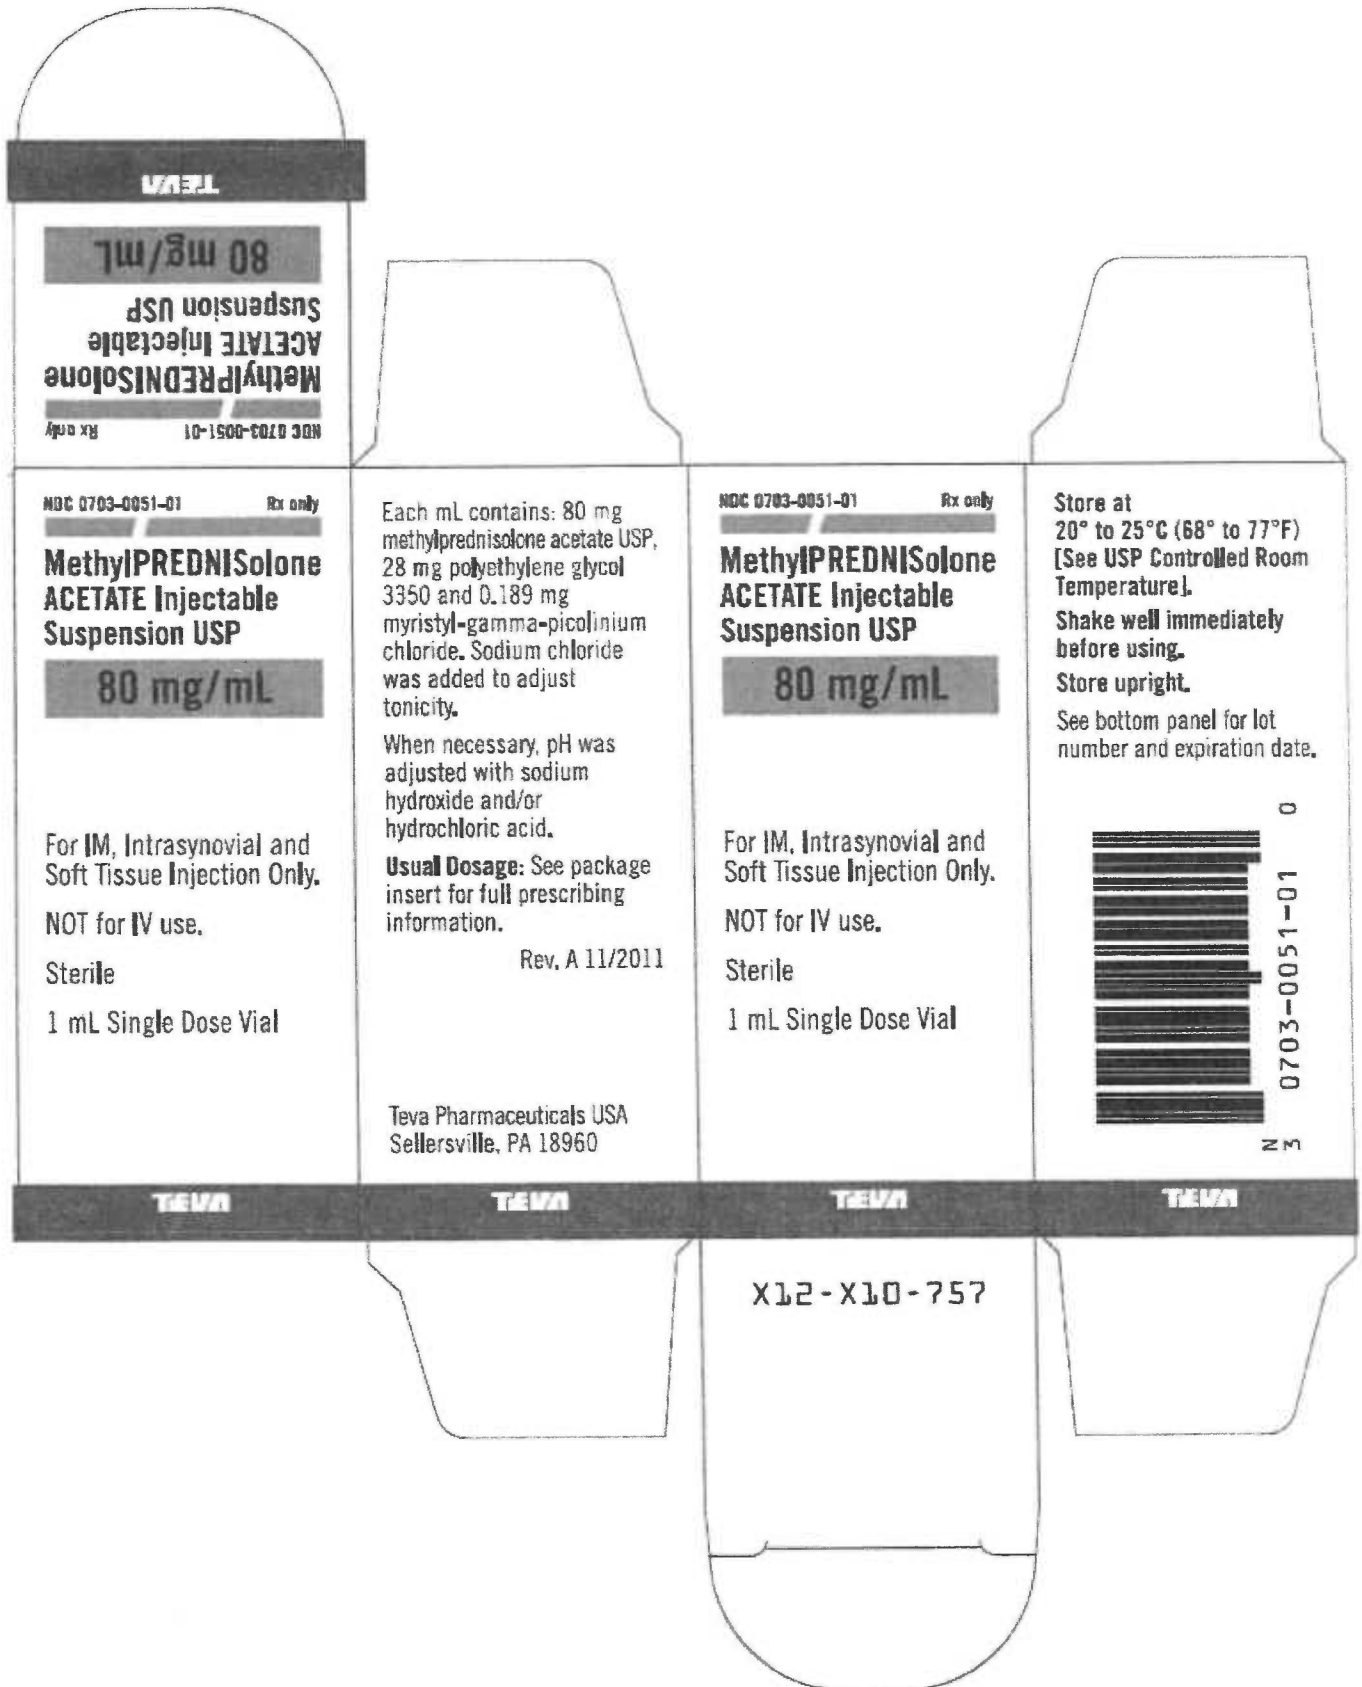 TEVA
80 mg/mL
Suspension USP
ACETATE Injectable
MethylPREDNISolone
NDC 0703-0051-01 Rx only
NDC 0703-0051-01 Rx only
MethylPREDNISolone
ACETATE Injectable
Suspension USP
80 mg/mL
For IM, Intrasynovial and
Soft Tissue Injection Only.
NOT for IV use.
Sterile
1 mL Single Dose Vial
TEVA
Each mL contains: 80 mg
methylprednisolone acetate USP,
28 mg polyethylene glycol
3350 and 0.189 mg
myristyl-gamma-picolinium
chloride. Sodium chloride
was added to adjust
tonicity.
When necessary, pH was
adjusted with sodium
hydroxide and/or
hydrochloric acid.
Usual Dosage: See package
insert for full prescribing
information.
Rev. A 11/2011
Teva Pharmaceuticals USA
Sellersville, PA 18960
TEVA
NDC 0703-0051-01 Rx only
MethylPREDNISolone
ACETATE Injectable
Suspension USP
80 mg/mL
For IM, Intrasynovial and
Soft Tissue Injection Only.
NOT for IV use.
Sterile
1 mL Single Dose Vial
TEVA
X12-X10-757
Store at
20° to 25°C (68° to 77°F)
[See USP Controlled Room
Temperature].
Shake well immediately
before using.
Store upright.
See bottom panel for lot
number and expiration date.
N
3 0703-0051-01 0
TEVA